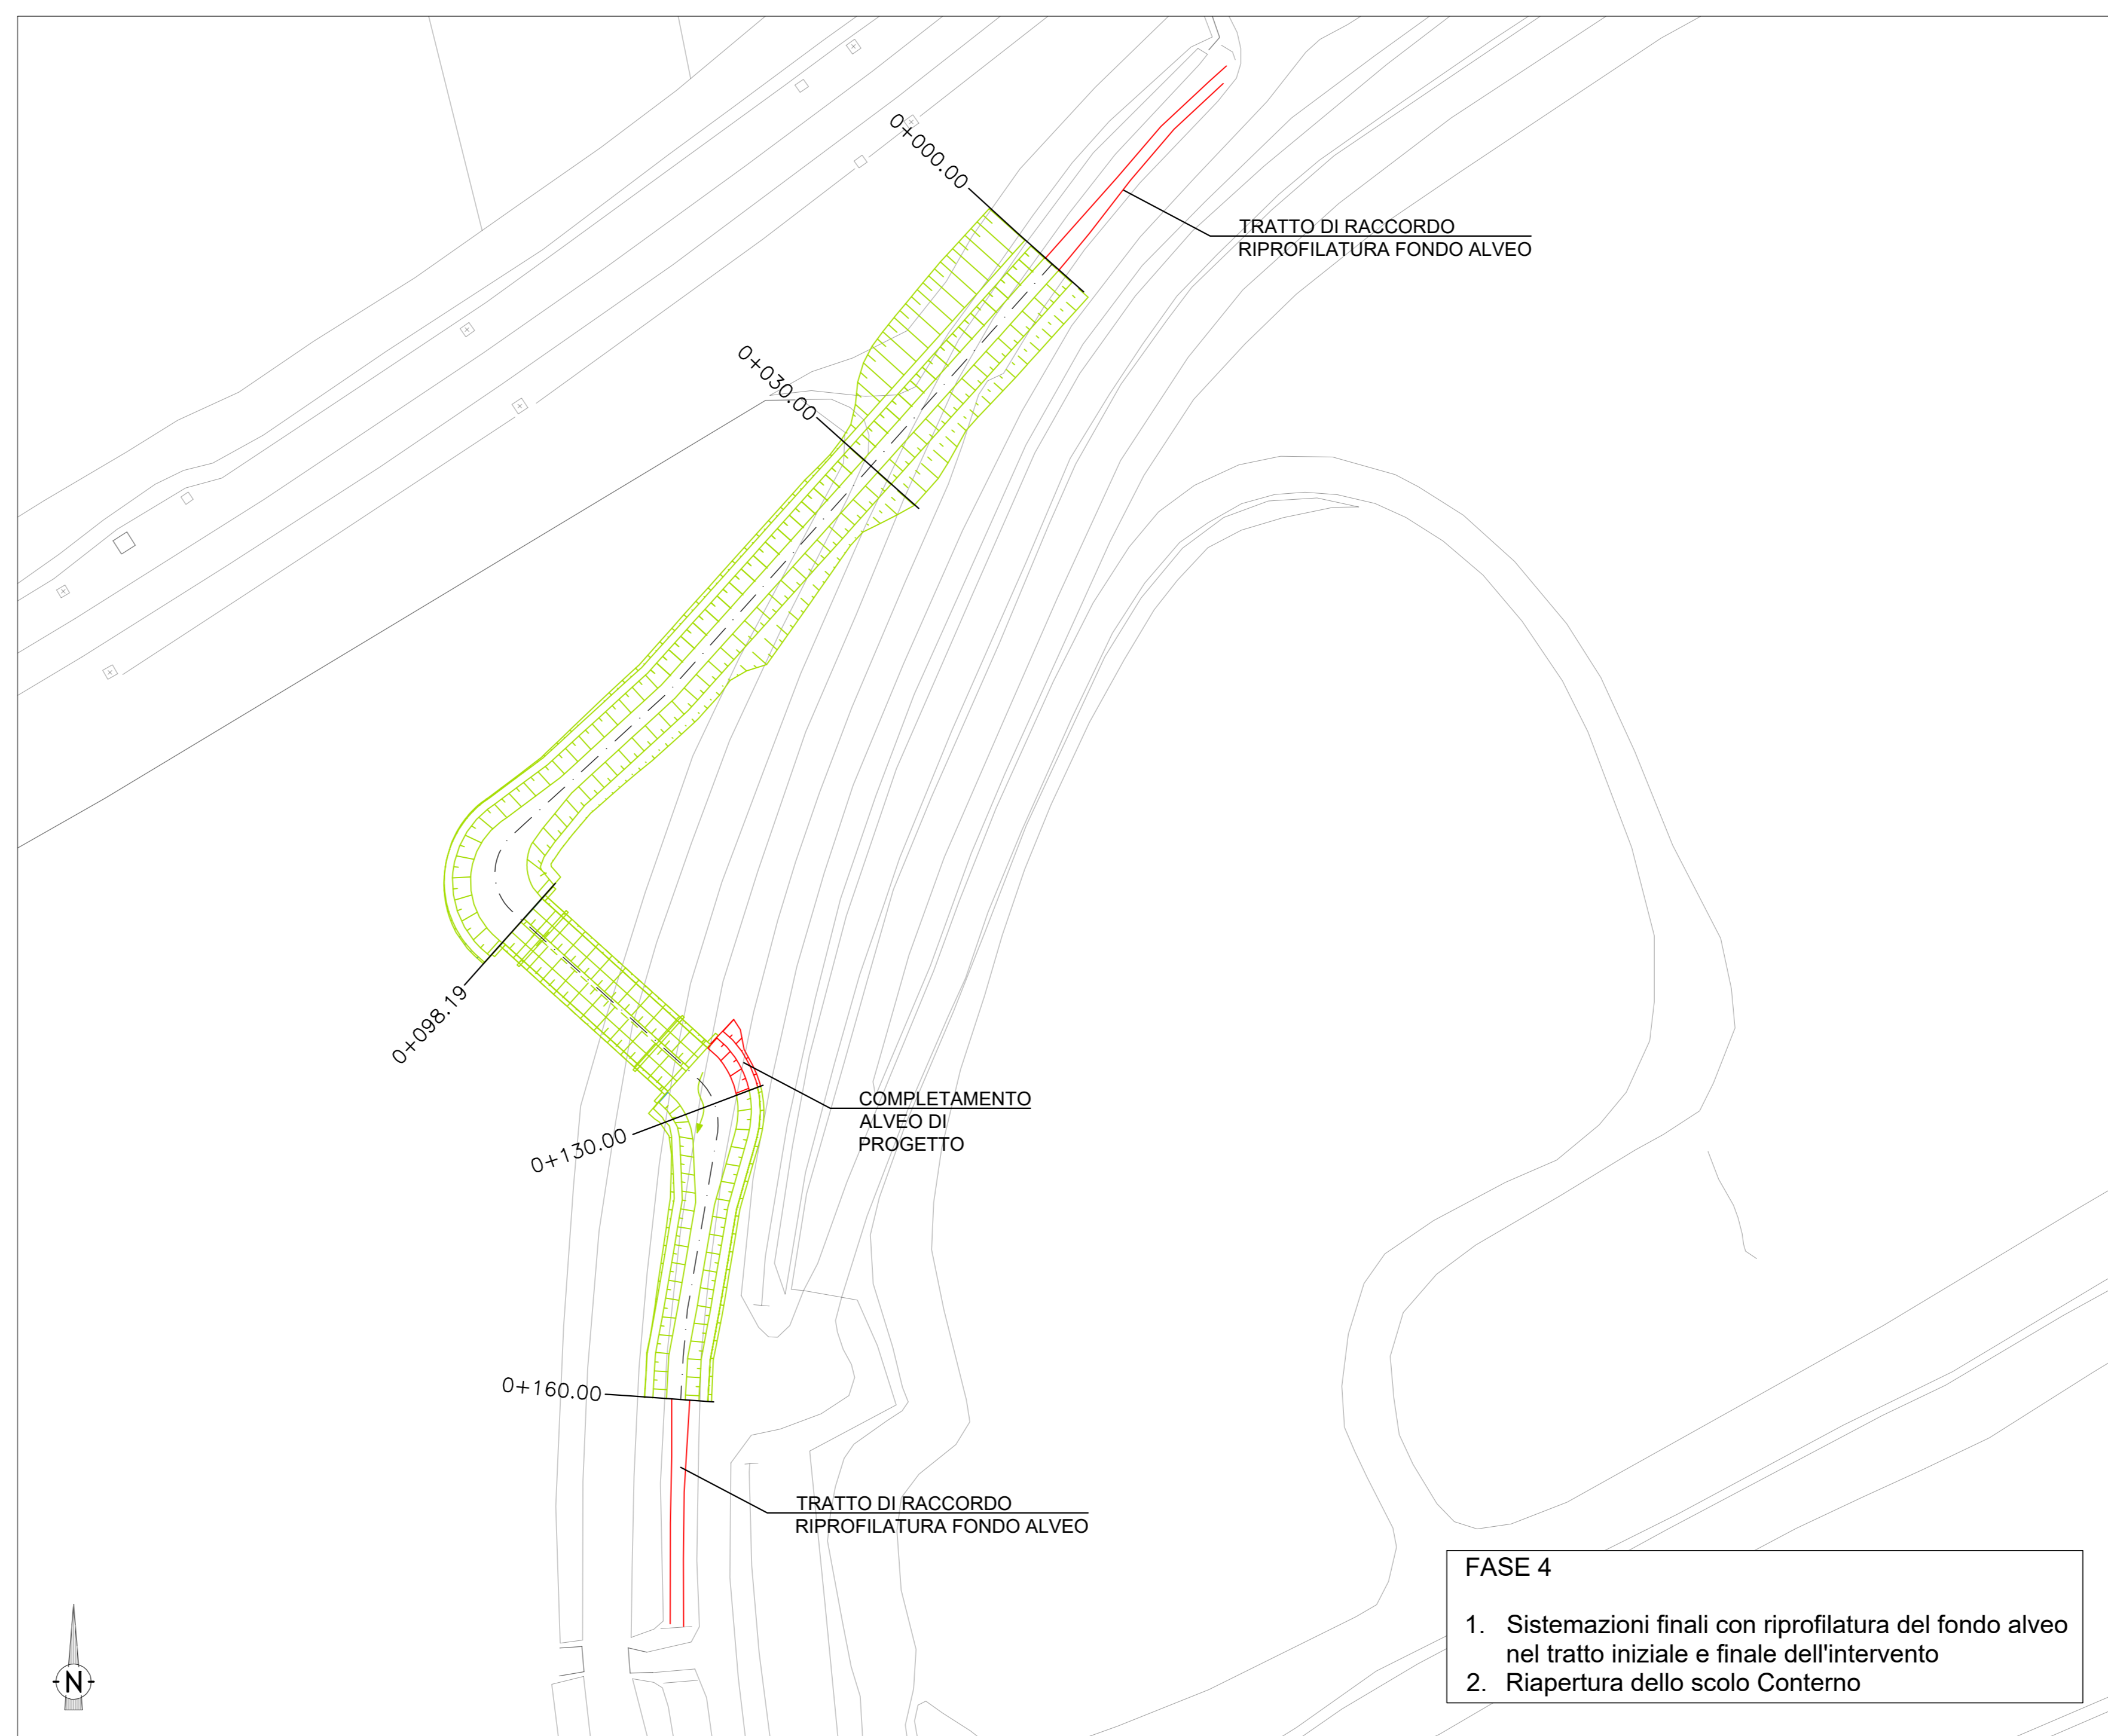 0+000.00
TRATTO DI RACCORDO
RIPROFILATURA FONDO ALVEO
0+030.00
0+098.19
COMPLETAMENTO
ALVEO DI
PROGETTO
0+130.00
0+160.00
TRATTO DI RACCORDO
RIPROFILATURA FONDO ALVEO
FASE 4
1. Sistemazioni finali con riprofilatura del fondo alveo
nel tratto iniziale e finale dell'intervento
2. Riapertura dello scolo Conterno
N